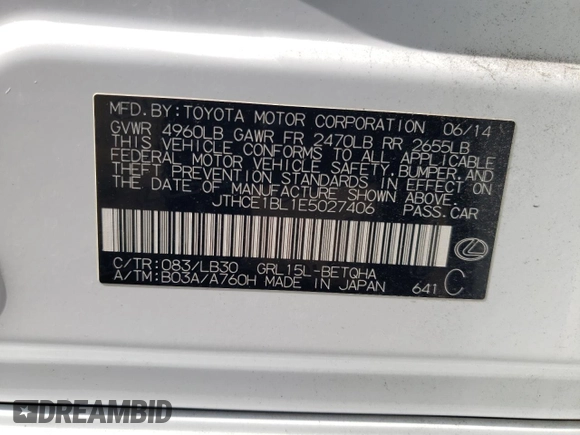 MFD.BY:TOYOTA MOTOR CORPORATION 06/14
GVWR 4960LB GAWR FR 2470LB RR 2655LB
THIS VEHICLE CONFORMS TO ALL APPLICABLE
FEDERAL MOTOR VEHICLE SAFETY,BUMPER,AND
THEFT PREVENTION STANDARDS IN EFFECT ON
THE DATE OF MANUFACTURE SHOWN ABOVE.
JTHCE1BL1E5027406 PASS.CAR
C/TR:083/LB30 GRL15L-BETQHA
A/TM:B03A/A760H MADE IN JAPAN 641 C
DREAMBID